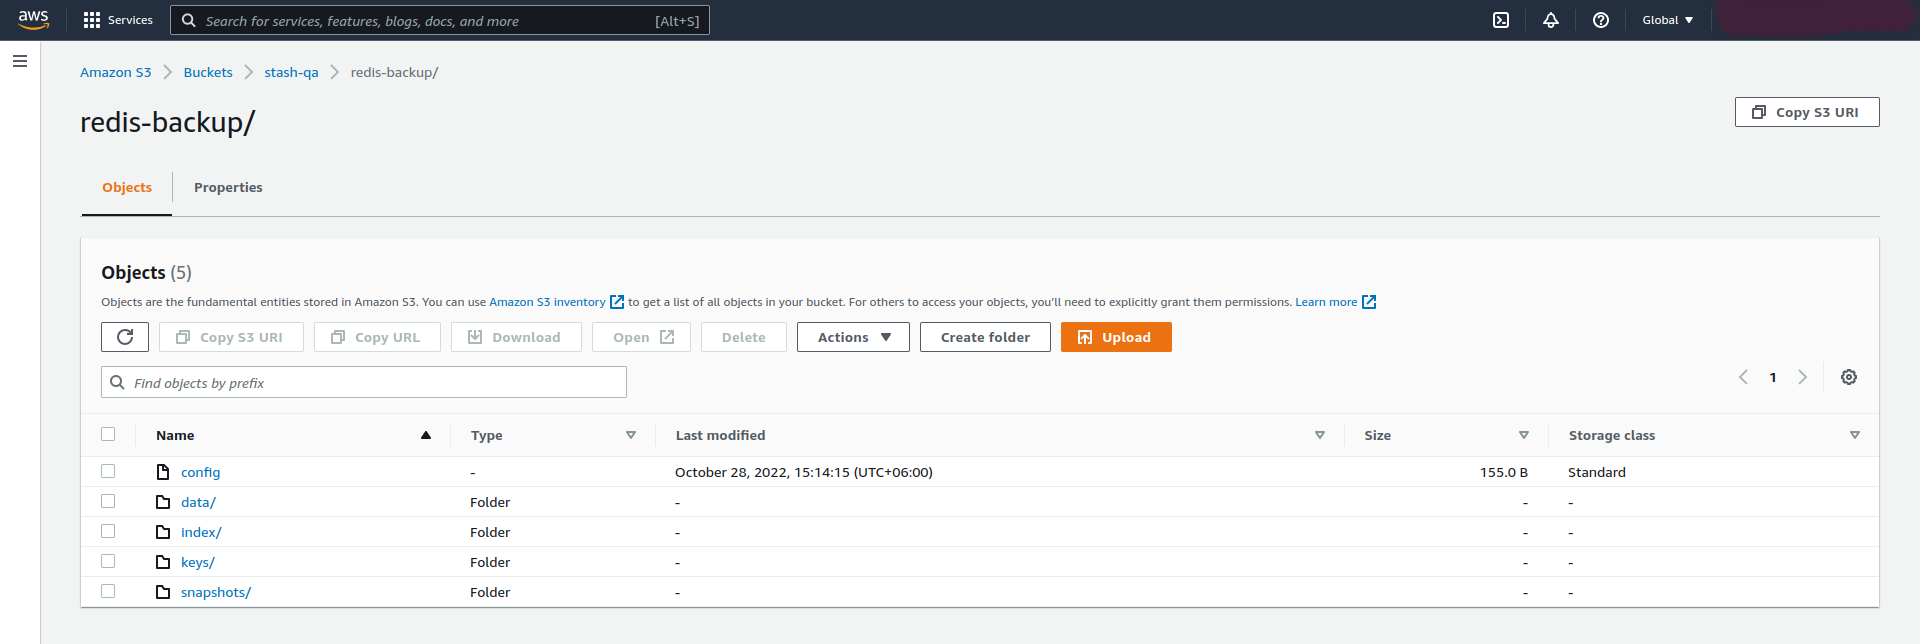 aws Services Search for services, features, blogs, docs, and more [Alt+S] Global
Amazon S3 Buckets stash-qa redis-backup/
redis-backup/
Copy S3 URI
Objects Properties
Objects (5)
Objects are the fundamental entities stored in Amazon S3. You can use Amazon S3 inventory to get a list of all objects in your bucket. For others to access your objects, you'll need to explicitly grant them permissions. Learn more
Copy S3 URI Copy URL Download Open Delete Actions Create folder Upload
Find objects by prefix
1
Name Type Last modified Size Storage class
config - October 28, 2022, 15:14:15 (UTC+06:00) 155.0 B Standard
data/ Folder - - -
index/ Folder - - -
keys/ Folder - - -
snapshots/ Folder - - -